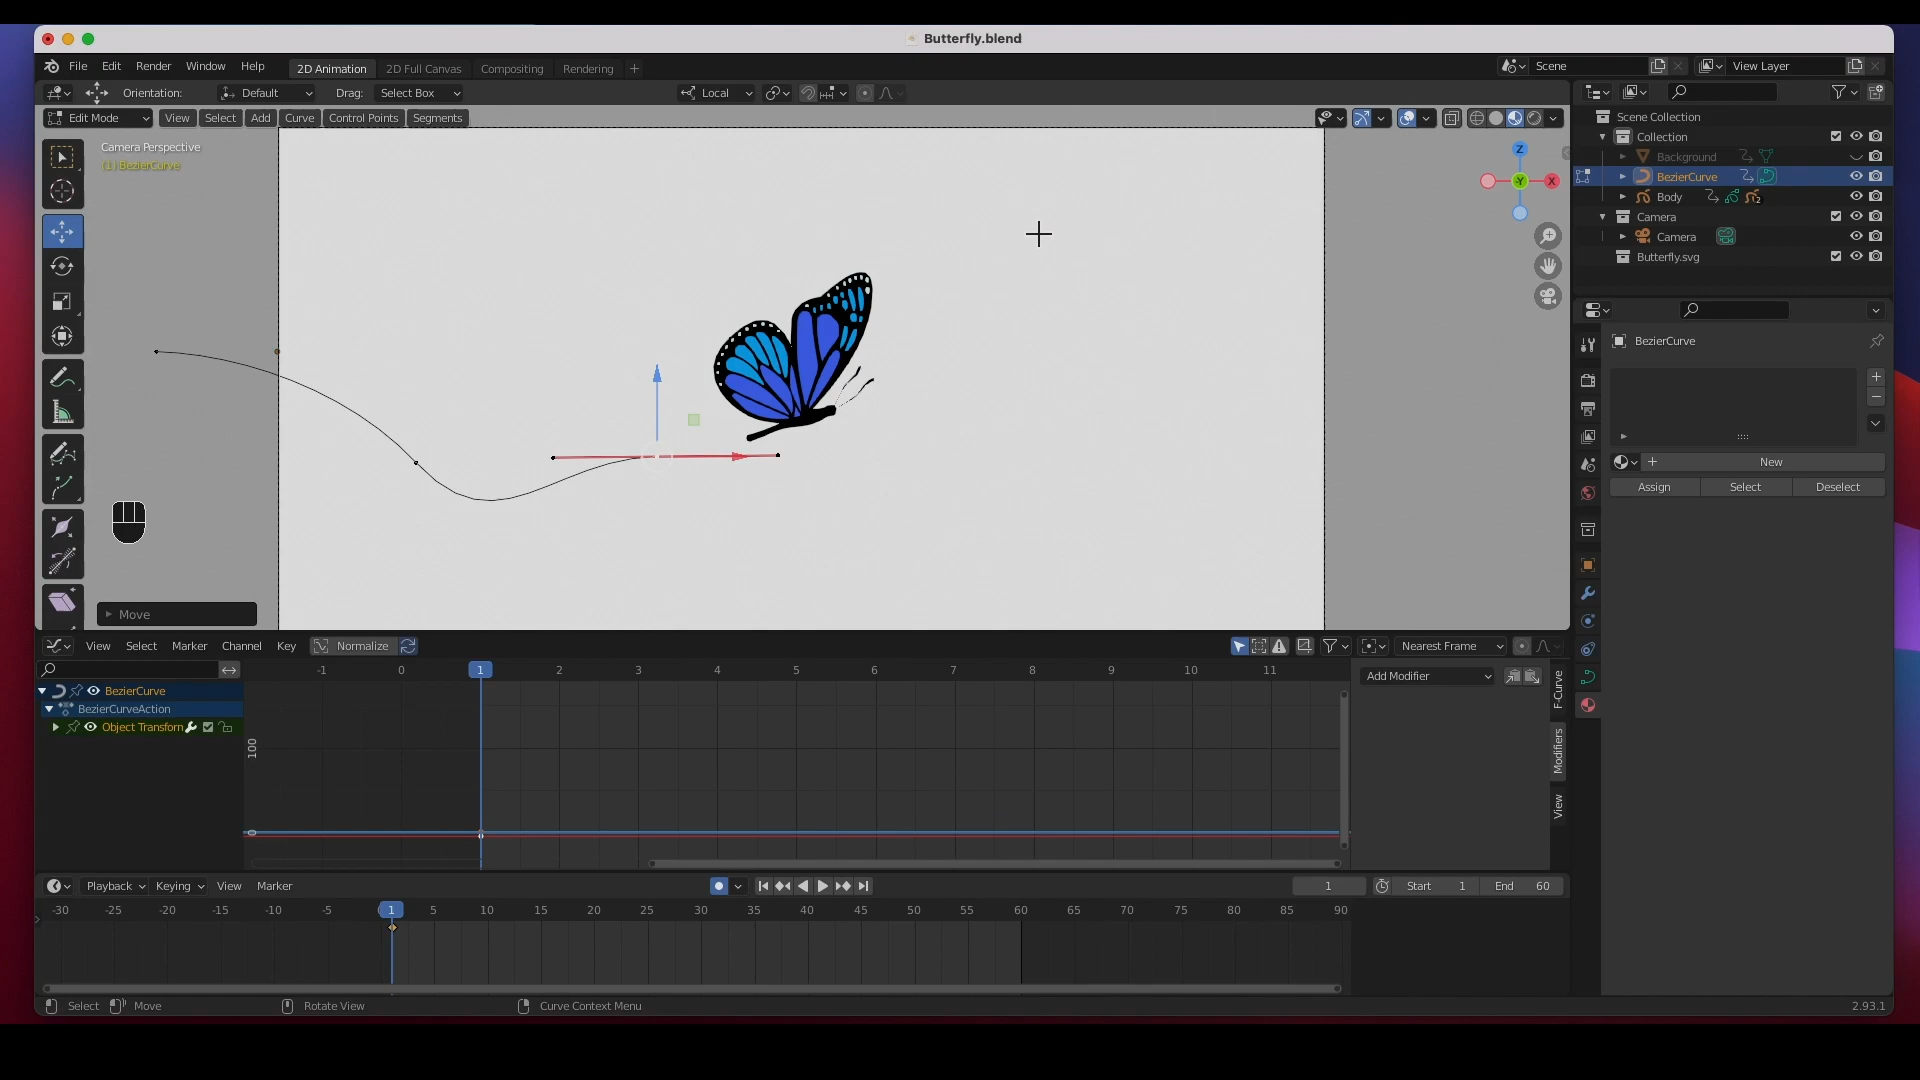 Butterfly.blend
File Edit Render Window Help 2D Animation 2D Full Canvas Compositing Rendering + Scene View Layer
Orientation: Default Drag: Select Box Local
Edit Mode View Select Add Curve Control Points Segments
Camera Perspective
(1) BezierCurve
Z
Y
X
Move
Scene Collection
Collection
Background
BezierCurve
Body 2
Camera
Camera
Butterfly.svg
BezierCurve
+
−
+ New
Assign Select Deselect
View Select Marker Channel Key Normalize Nearest Frame
-1 0 1 2 3 4 5 6 7 8 9 10 11
BezierCurve
BezierCurveAction
Object Transform
100
0
Add Modifier
F-Curve
Modifiers
View
Playback Keying View Marker 1 Start 1 End 60
-30 -25 -20 -15 -10 -5 1 5 10 15 20 25 30 35 40 45 50 55 60 65 70 75 80 85 90
Select Move Rotate View Curve Context Menu 2.93.1